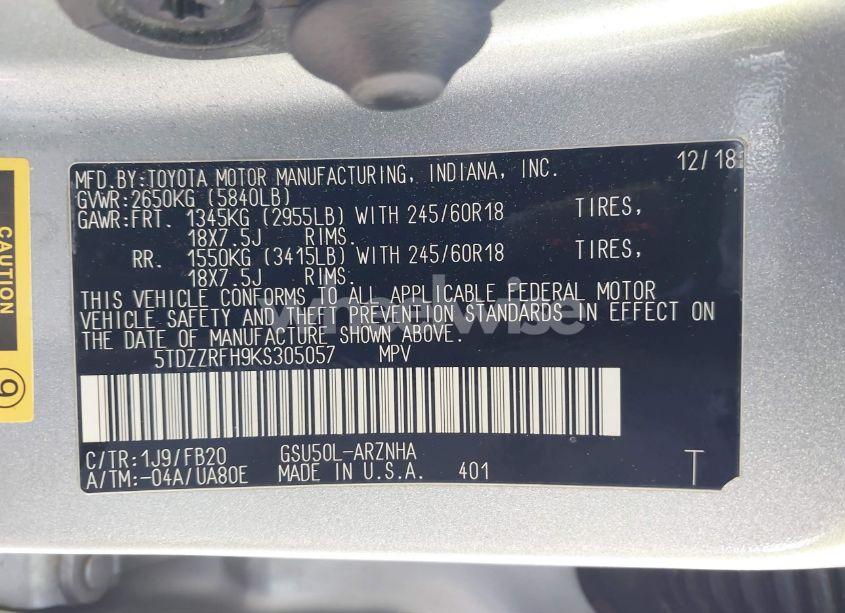 MFD.BY:TOYOTA MOTOR MANUFACTURING, INDIANA, INC. 12/18
GVWR:2650KG (5840LB)
GAWR:FRT. 1345KG (2955LB) WITH 245/60R18 TIRES,
18X7.5J RIMS.
RR. 1550KG (3415LB) WITH 245/60R18 TIRES,
18X7.5J RIMS.
THIS VEHICLE CONFORMS TO ALL APPLICABLE FEDERAL MOTOR
VEHICLE SAFETY AND THEFT PREVENTION STANDARDS IN EFFECT ON
THE DATE OF MANUFACTURE SHOWN ABOVE.
5TDZZRFH9KS305057 MPV
C/TR:1J9/FB20 GSU50L-ARZNHA
A/TM:-04A/UA80E MADE IN U.S.A. 401 T
CAUTION
9